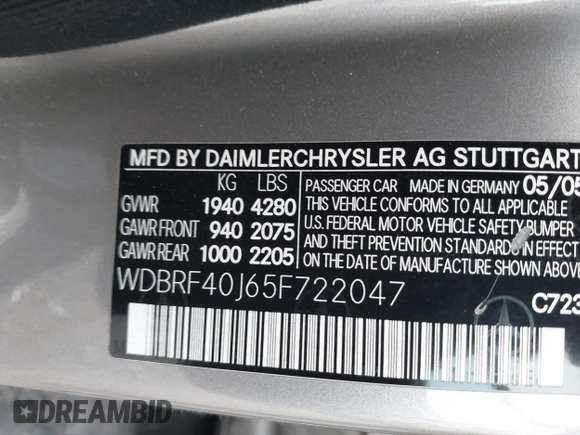 MFD BY DAIMLERCHRYSLER AG STUTTGART
KG LBS
GVWR 1940 4280
GAWR FRONT 940 2075
GAWR REAR 1000 2205
PASSENGER CAR MADE IN GERMANY 05/05
THIS VEHICLE CONFORMS TO ALL APPLICABLE
U.S. FEDERAL MOTOR VEHICLE SAFETY,BUMPER
AND THEFT PREVENTION STANDARDS IN EFFECT
ON THE DATE OF MANUFACTURE SHOWN ABOVE
WDBRF40J65F722047
C723
DREAMBID